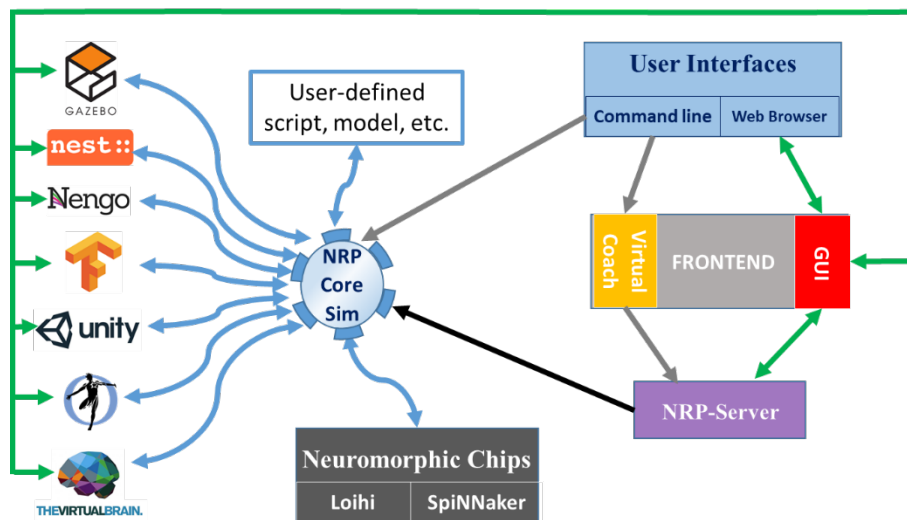 GAZEBO
nest::
Nengo
unity
THEVIRTUALBRAIN.
User-defined
script, model, etc.
NRP
Core
Sim
Neuromorphic Chips
Loihi
SpiNNaker
User Interfaces
Command line
Web Browser
Virtual
Coach
FRONTEND
GUI
NRP-Server